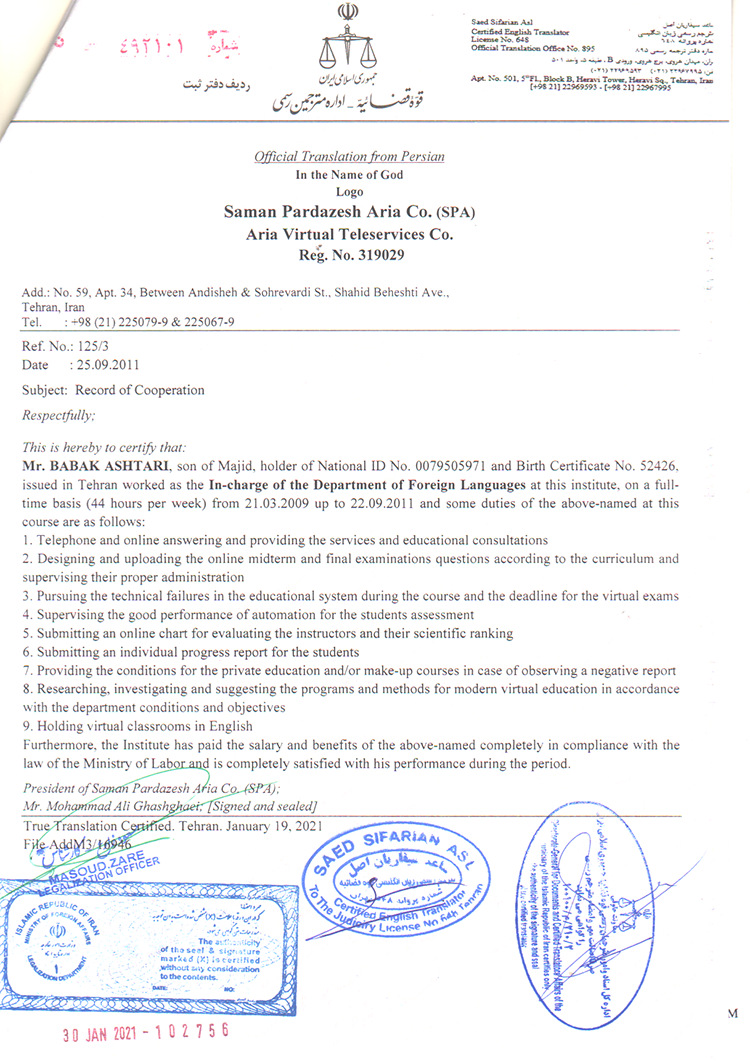 شماره ٤٩٢١٠١
ردیف دفتر ثبت
جمهوری اسلامی ایران
قوّه قضائیّه - اداره مترجمین رسمی
Saed Sifarian Asl
Certified English Translator
License No. 648
Official Translation Office No. 895
ساعد سیفاریان اصل
مترجم رسمی زبان انگلیسی
شماره پروانه ۶۴۸
شماره دفتر ترجمه رسمی ۸۹۵
Apt. No. 501, 5thFl., Block B, Heravi Tower, Heravi Sq., Tehran, Iran
[+98 21] 22969593 - [+98 21] 22967995
Official Translation from Persian
In the Name of God
Logo
Saman Pardazesh Aria Co. (SPA)
Aria Virtual Teleservices Co.
Reg. No. 319029
Add.: No. 59, Apt. 34, Between Andisheh & Sohrevardi St., Shahid Beheshti Ave.,
Tehran, Iran
Tel. : +98 (21) 225079-9 & 225067-9
Ref. No.: 125/3
Date : 25.09.2011
Subject: Record of Cooperation
Respectfully;
This is hereby to certify that:
Mr. BABAK ASHTARI, son of Majid, holder of National ID No. 0079505971 and Birth Certificate No. 52426,
issued in Tehran worked as the In-charge of the Department of Foreign Languages at this institute, on a full-
time basis (44 hours per week) from 21.03.2009 up to 22.09.2011 and some duties of the above-named at this
course are as follows:
1. Telephone and online answering and providing the services and educational consultations
2. Designing and uploading the online midterm and final examinations questions according to the curriculum and
supervising their proper administration
3. Pursuing the technical failures in the educational system during the course and the deadline for the virtual exams
4. Supervising the good performance of automation for the students assessment
5. Submitting an online chart for evaluating the instructors and their scientific ranking
6. Submitting an individual progress report for the students
7. Providing the conditions for the private education and/or make-up courses in case of observing a negative report
8. Researching, investigating and suggesting the programs and methods for modern virtual education in accordance
with the department conditions and objectives
9. Holding virtual classrooms in English
Furthermore, the Institute has paid the salary and benefits of the above-named completely in compliance with the
law of the Ministry of Labor and is completely satisfied with his performance during the period.
President of Saman Pardazesh Aria Co. (SPA);
Mr. Mohammad Ali Ghashghaei; [Signed and sealed]
True Translation Certified. Tehran. January 19, 2021
File AddM3/16946
MASOUD ZARE
LEGALIZATION OFFICER
ISLAMIC REPUBLIC OF IRAN
MINISTRY OF FOREIGN AFFAIRS
1
LEGALIZATION DEPARTMENT
The authenticity
of the seal & signature
marked (X) is certified
without any consideration
to the contents.
DATE: NO:
30 JAN 2021 - 102756
SAED SIFARIAN ASL
ساعد سیفاریان اصل
Certified English Translator
To The Judiciary License No 648 Tehran
M